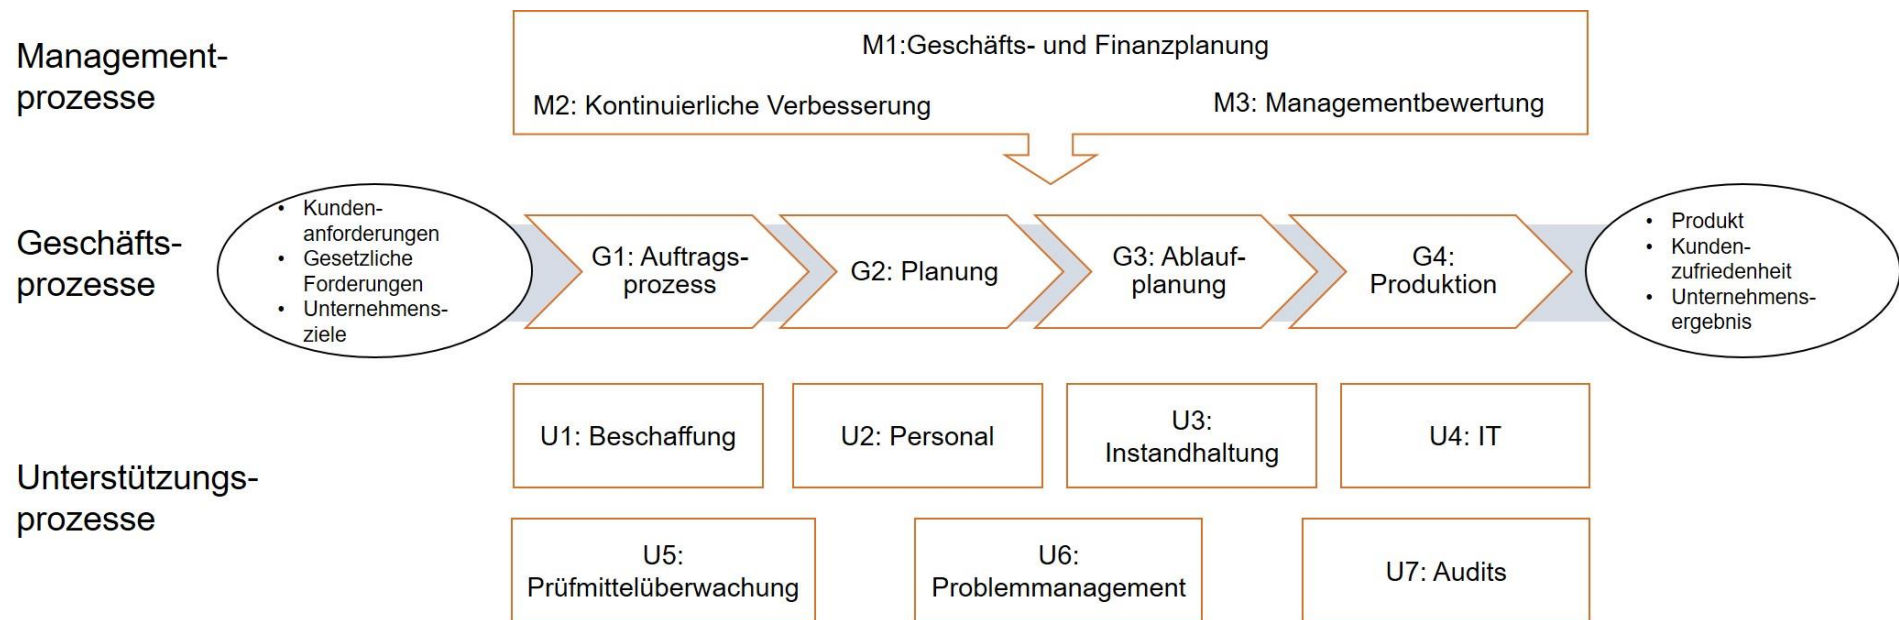 Management-
prozesse
M1:Geschäfts- und Finanzplanung
M2: Kontinuierliche Verbesserung
M3: Managementbewertung
Geschäfts-
prozesse
• Kunden-
anforderungen
• Gesetzliche
Forderungen
• Unternehmens-
ziele
G1: Auftrags-
prozess
G2: Planung
G3: Ablauf-
planung
G4:
Produktion
• Produkt
• Kunden-
zufriedenheit
• Unternehmens-
ergebnis
Unterstützungs-
prozesse
U1: Beschaffung
U2: Personal
U3:
Instandhaltung
U4: IT
U5:
Prüfmittelüberwachung
U6:
Problemmanagement
U7: Audits